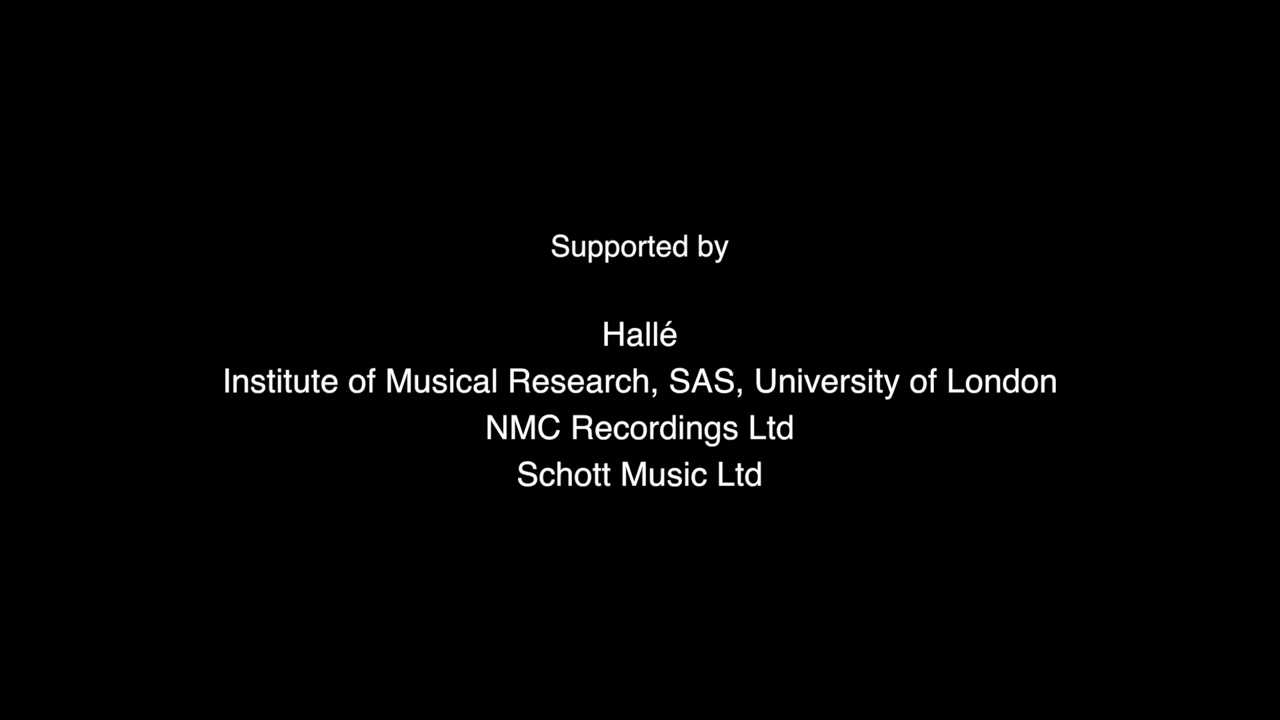 Supported by
Hallé
Institute of Musical Research, SAS, University of London
NMC Recordings Ltd
Schott Music Ltd